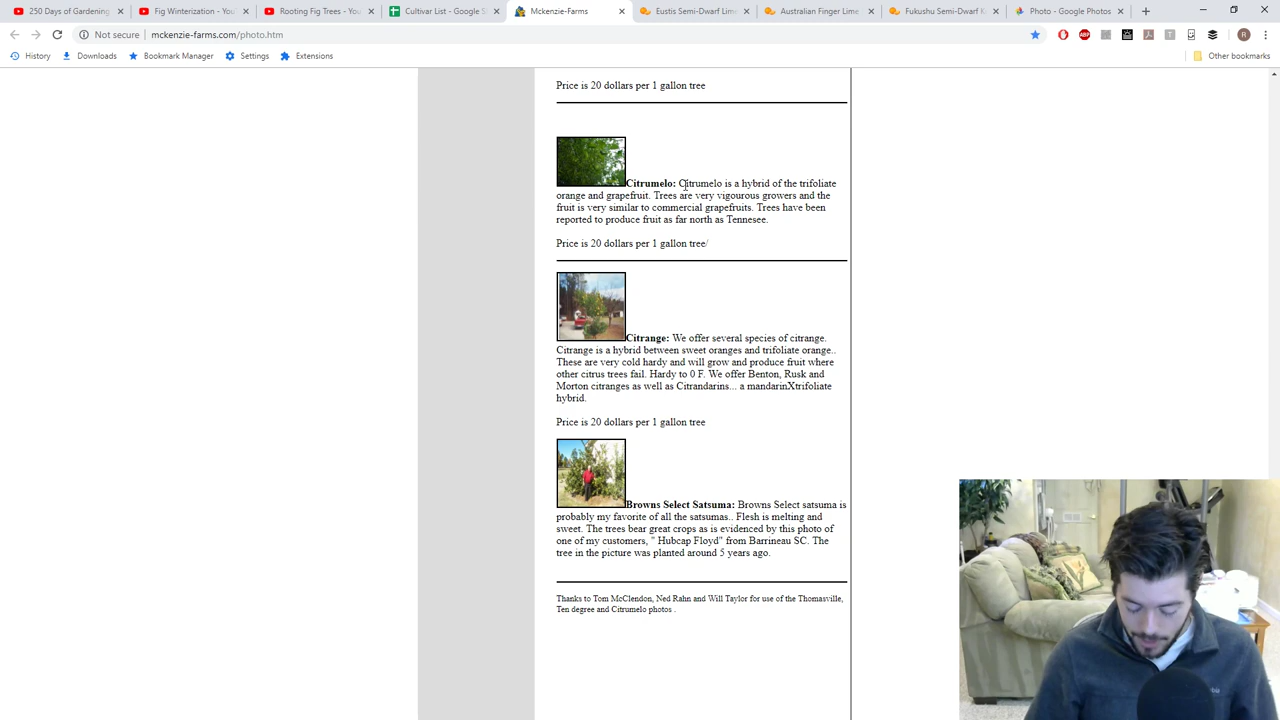 250 Days of Gardening
Fig Winterization - You
Rooting Fig Trees - You
Cultivar List - Google S
Mckenzie-Farms
Eustis Semi-Dwarf Lime
Australian Finger Lime
Fukushu Semi-Dwarf K
Photo - Google Photos
Not secure | mckenzie-farms.com/photo.htm
ABP
T
R
History
Downloads
Bookmark Manager
Settings
Extensions
Other bookmarks
Price is 20 dollars per 1 gallon tree
Citrumelo: Citrumelo is a hybrid of the trifoliate
orange and grapefruit. Trees are very vigourous growers and the
fruit is very similar to commercial grapefruits. Trees have been
reported to produce fruit as far north as Tennesee.
Price is 20 dollars per 1 gallon tree/
Citrange: We offer several species of citrange.
Citrange is a hybrid between sweet oranges and trifoliate orange..
These are very cold hardy and will grow and produce fruit where
other citrus trees fail. Hardy to 0 F. We offer Benton, Rusk and
Morton citranges as well as Citrandarins... a mandarinXtrifoliate
hybrid.
Price is 20 dollars per 1 gallon tree
Browns Select Satsuma: Browns Select satsuma is
probably my favorite of all the satsumas.. Flesh is melting and
sweet. The trees bear great crops as is evidenced by this photo of
one of my customers, " Hubcap Floyd" from Barrineau SC. The
tree in the picture was planted around 5 years ago.
Thanks to Tom McClendon, Ned Rahn and Will Taylor for use of the Thomasville,
Ten degree and Citrumelo photos .